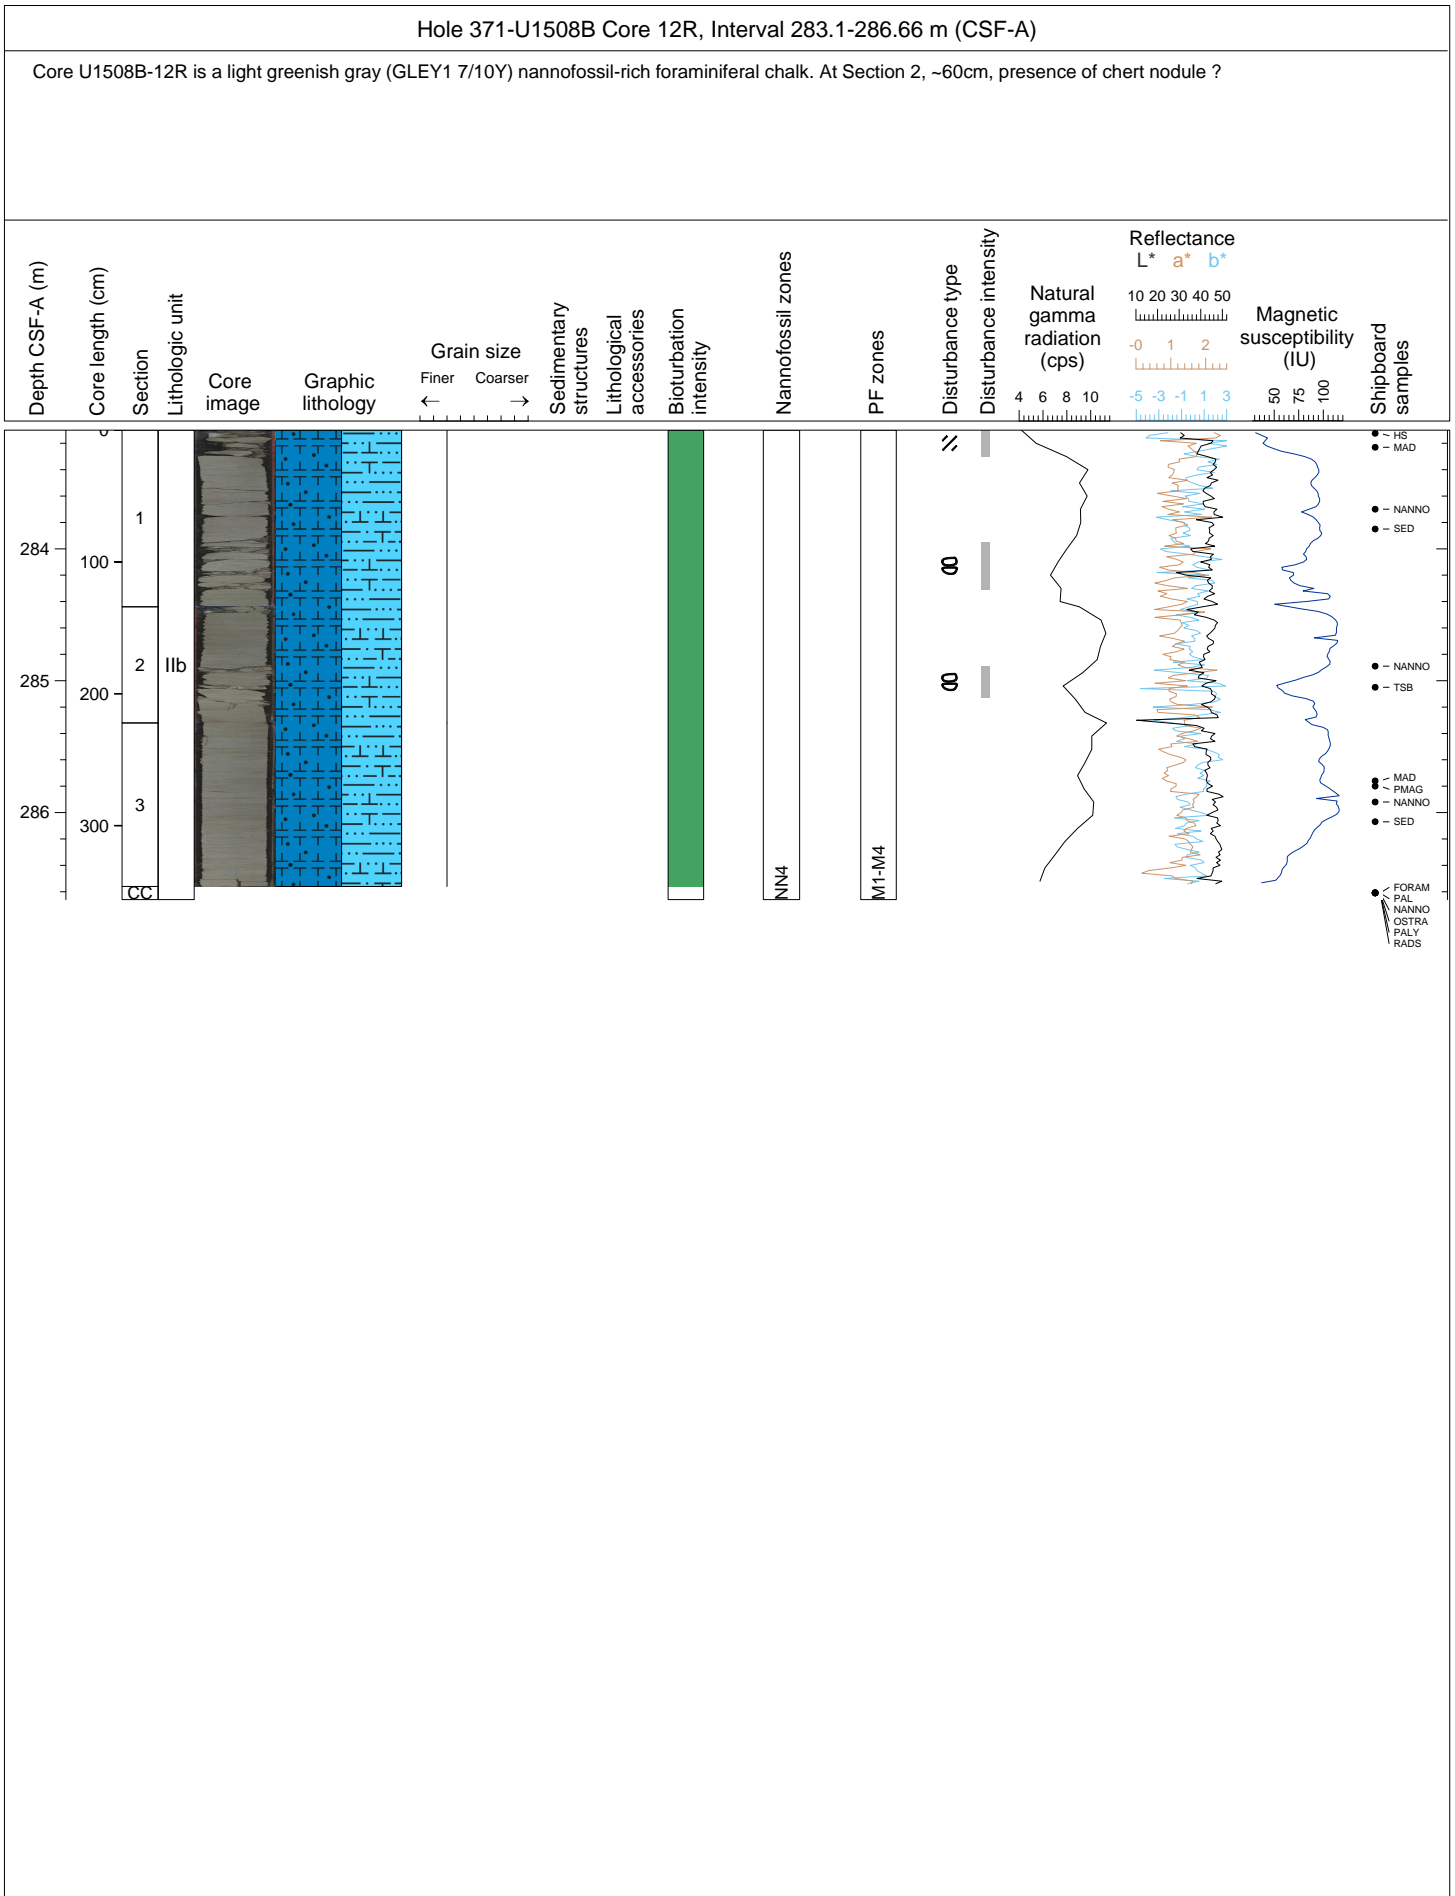 Hole 371-U1508B Core 12R, Interval 283.1-286.66 m (CSF-A)
Core U1508B-12R is a light greenish gray (GLEY1 7/10Y) nannofossil-rich foraminiferal chalk. At Section 2, ~60cm, presence of chert nodule ?
Depth CSF-A (m)
Core length (cm)
Section
Lithologic unit
Core
image
Graphic
lithology
Grain size
Finer Coarser
← →
Sedimentary
structures
Lithological
accessories
Bioturbation
intensity
Nannofossil zones
PF zones
Disturbance type
Disturbance intensity
Natural
gamma
radiation
(cps)
4 6 8 10
Reflectance
L* a* b*
10 20 30 40 50
-0 1 2
-5 -3 -1 1 3
Magnetic
susceptibility
(IU)
50 75 100
Shipboard
samples
0
100
200
300
284
285
286
1
2
3
CC
IIb
NN4
M1-M4
HS
MAD
NANNO
SED
NANNO
TSB
MAD
PMAG
NANNO
SED
FORAM
PAL
NANNO
OSTRA
PALY
RADS